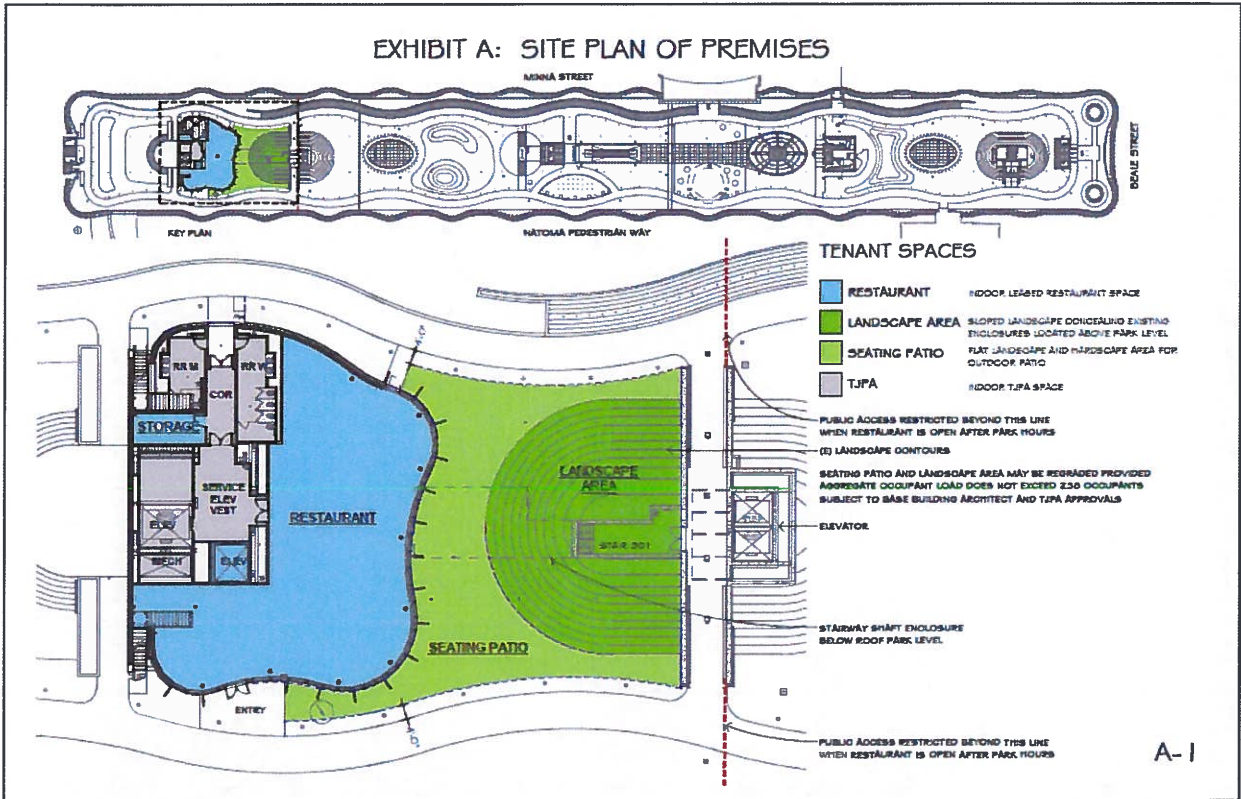 EXHIBIT A: SITE PLAN OF PREMISES
MINNA STREET
BEALE STREET
KEY PLAN
NATOMA PEDESTRIAN WAY
TENANT SPACES
RESTAURANT
INDOOR LEASED RESTAURANT SPACE
LANDSCAPE AREA
SLOPED LANDSCAPE CONCEALING EXISTING
ENCLOSURES LOCATED ABOVE PARK LEVEL
SEATING PATIO
FLAT LANDSCAPE AND HARDSCAPE AREA FOR
OUTDOOR PATIO
TJPA
INDOOR TJPA SPACE
PUBLIC ACCESS RESTRICTED BEYOND THIS LINE
WHEN RESTAURANT IS OPEN AFTER PARK HOURS
(E) LANDSCAPE CONTOURS
SEATING PATIO AND LANDSCAPE AREA MAY BE REGRADED PROVIDED
AGGREGATE OCCUPANT LOAD DOES NOT EXCEED 238 OCCUPANTS
SUBJECT TO BASE BUILDING ARCHITECT AND TJPA APPROVALS
ELEVATOR
STAIRWAY SHAFT ENCLOSURE
BELOW ROOF PARK LEVEL
PUBLIC ACCESS RESTRICTED BEYOND THIS LINE
WHEN RESTAURANT IS OPEN AFTER PARK HOURS
RR M
RR W
COR
STORAGE
SERVICE
ELEV
VEST
ELEV
MECH
ELEV
RESTAURANT
LANDSCAPE
AREA
STAIR 301
SEATING PATIO
ENTRY
A-1